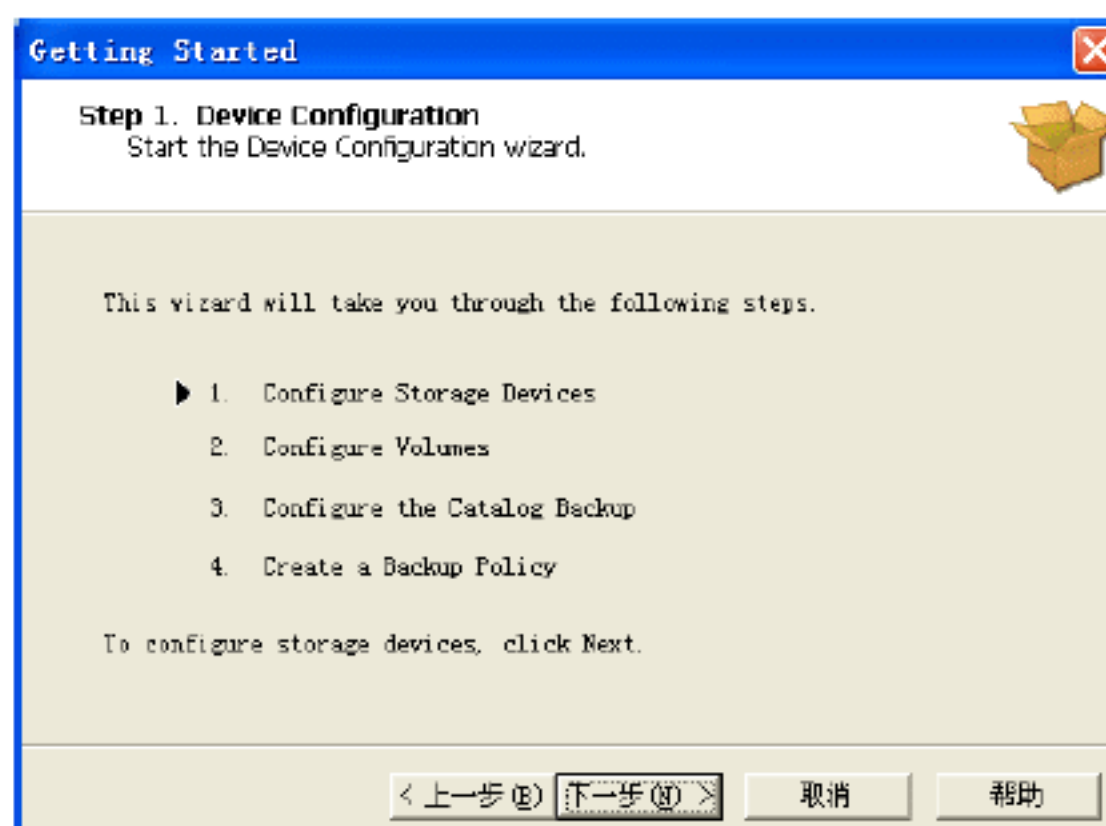 Getting Started
Step 1. Device Configuration
Start the Device Configuration wizard.
This wizard will take you through the following steps.
1. Configure Storage Devices
2. Configure Volumes
3. Configure the Catalog Backup
4. Create a Backup Policy
To configure storage devices, click Next.
< 上一步(B) 下一步(N) > 取消 帮助